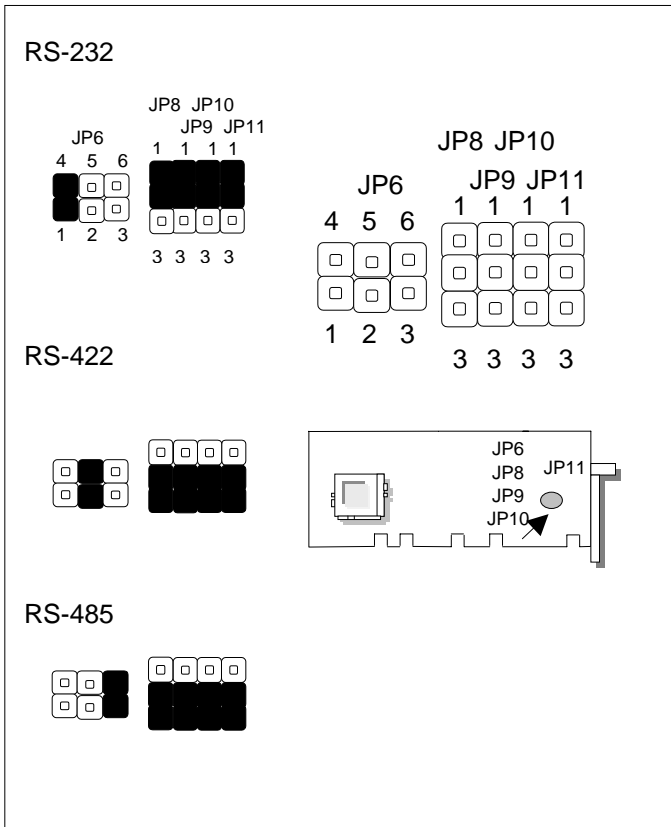 RS-232
JP8 JP10
JP9 JP11
JP6
1 1 1 1
4 5 6
1 2 3
3 3 3 3
JP8 JP10
JP6
JP9 JP11
4 5 6
1 1 1 1
1 2 3
3 3 3 3
RS-422
JP6
JP8
JP11
JP9
JP10
RS-485